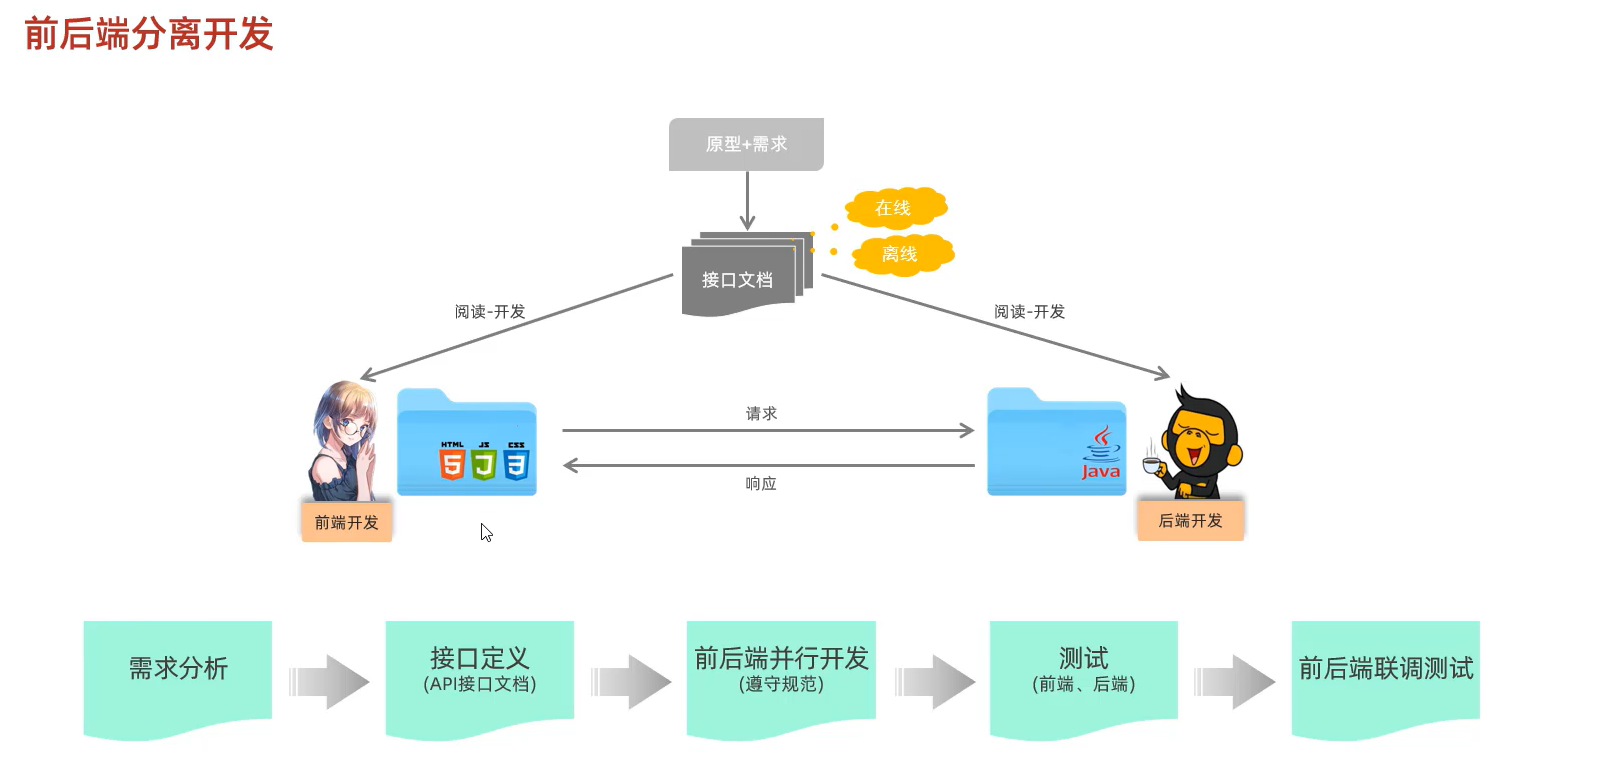 前后端分离开发
原型+需求
在线
离线
接口文档
阅读-开发
阅读-开发
请求
HTML
JS
CSS
5
3
Java
响应
前端开发
后端开发
需求分析
接口定义
(API接口文档)
前后端并行开发
(遵守规范)
测试
(前端、后端)
前后端联调测试